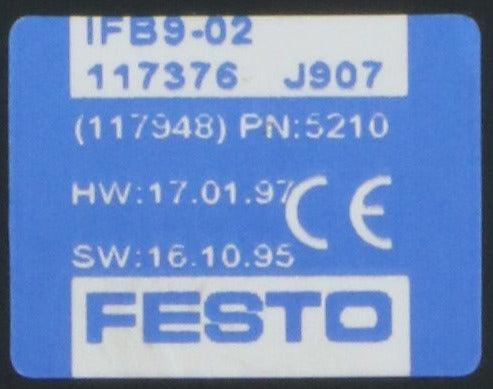 IFB9-02
117376 J907
(117948) PN:5210
HW:17.01.97
CE
SW:16.10.95
FESTO